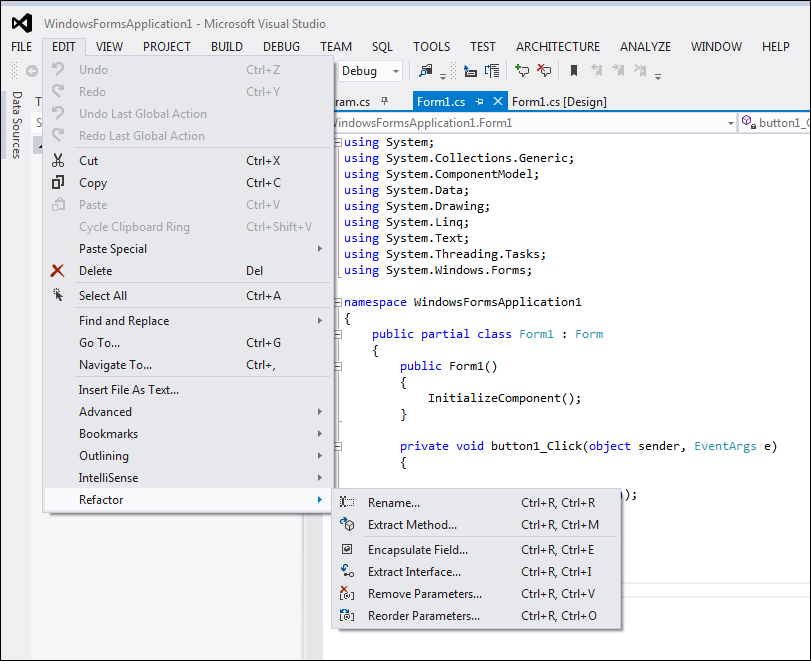 WindowsFormsApplication1 - Microsoft Visual Studio
FILE EDIT VIEW PROJECT BUILD DEBUG TEAM SQL TOOLS TEST ARCHITECTURE ANALYZE WINDOW HELP
Debug
Data Sources
ram.cs Form1.cs Form1.cs [Design]
WindowsFormsApplication1.Form1 button1_C
Undo Ctrl+Z
Redo Ctrl+Y
Undo Last Global Action
Redo Last Global Action
Cut Ctrl+X
Copy Ctrl+C
Paste Ctrl+V
Cycle Clipboard Ring Ctrl+Shift+V
Paste Special
Delete Del
Select All Ctrl+A
Find and Replace
Go To... Ctrl+G
Navigate To... Ctrl+,
Insert File As Text...
Advanced
Bookmarks
Outlining
IntelliSense
Refactor
Rename... Ctrl+R, Ctrl+R
Extract Method... Ctrl+R, Ctrl+M
Encapsulate Field... Ctrl+R, Ctrl+E
Extract Interface... Ctrl+R, Ctrl+I
Remove Parameters... Ctrl+R, Ctrl+V
Reorder Parameters... Ctrl+R, Ctrl+O
using System;
using System.Collections.Generic;
using System.ComponentModel;
using System.Data;
using System.Drawing;
using System.Linq;
using System.Text;
using System.Threading.Tasks;
using System.Windows.Forms;
namespace WindowsFormsApplication1
{
public partial class Form1 : Form
{
public Form1()
{
InitializeComponent();
}
private void button1_Click(object sender, EventArgs e)
{
);